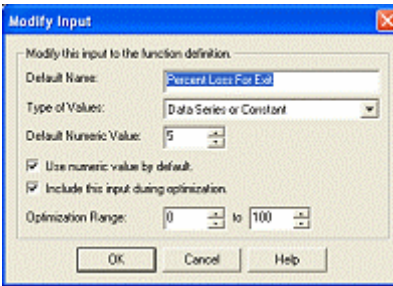 Modify Input
Modify this input to the function definition.
Default Name: Percent Loss For Exit
Type of Values: Data Series or Constant
Default Numeric Value: 5
Use numeric value by default.
Include this input during optimization.
Optimization Range: 0 to 100
OK Cancel Help